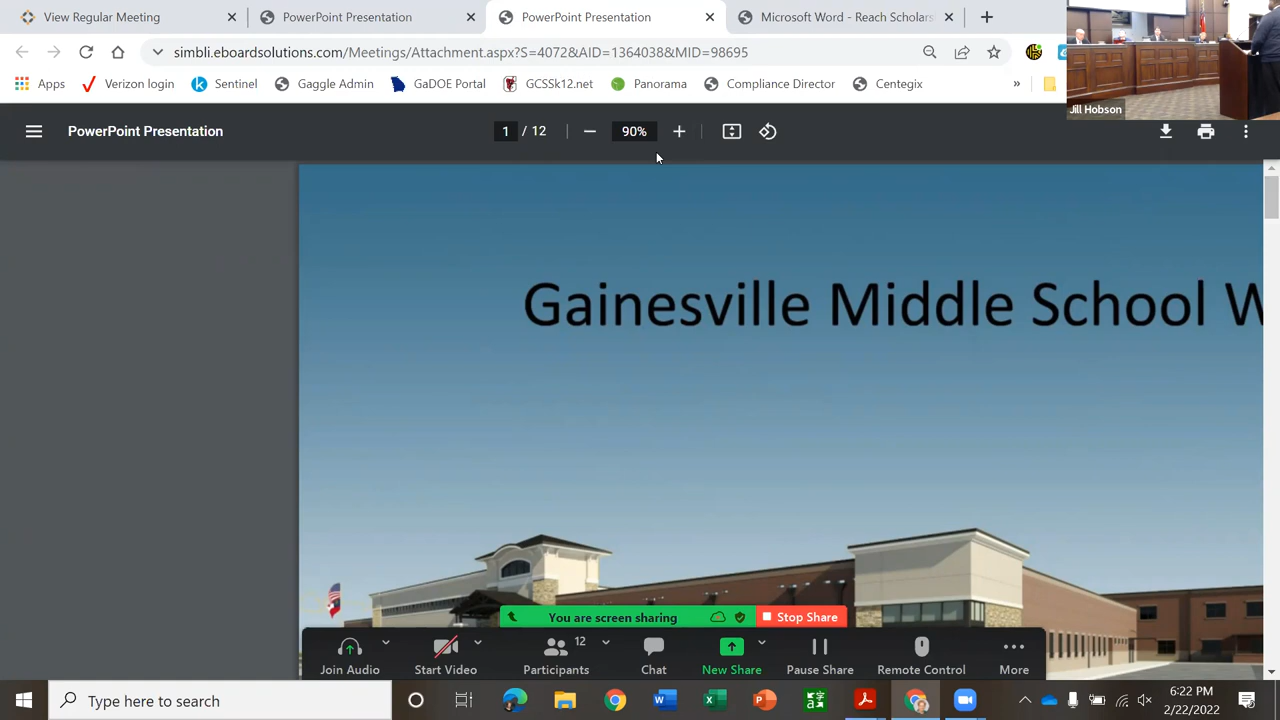 View Regular Meeting
PowerPoint Presentation
PowerPoint Presentation
Microsoft Word - Reach Scholars
simbli.eboardsolutions.com/Meetings/Attachment.aspx?S=4072&AID=1364038&MID=98695
Apps
Verizon login
Sentinel
Gaggle Admin
GaDOE Portal
GCSSk12.net
Panorama
Compliance Director
Centegix
»
Jill Hobson
PowerPoint Presentation
1 / 12
90%
Gainesville Middle School W
You are screen sharing
Stop Share
Join Audio
Start Video
Participants
12
Chat
New Share
Pause Share
Remote Control
More
Type here to search
6:22 PM
2/22/2022